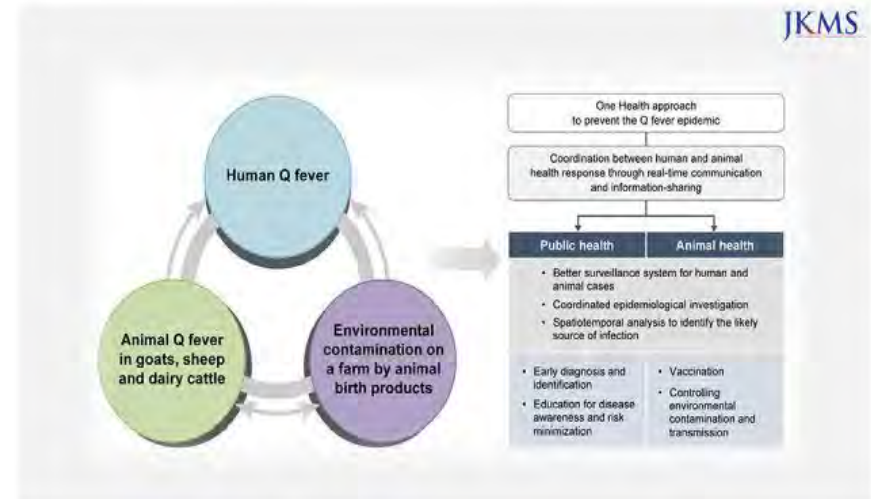 JKMS
Human Q fever
Animal Q fever
in goats, sheep
and dairy cattle
Environmental
contamination on
a farm by animal
birth products
One Health approach
to prevent the Q fever epidemic
Coordination between human and animal
health response through real-time communication
and information-sharing
Public health
Animal health
• Better surveillance system for human and
animal cases
• Coordinated epidemiological investigation
• Spatiotemporal analysis to identify the likely
source of infection
• Early diagnosis and
identification
• Education for disease
awareness and risk
minimization
• Vaccination
• Controlling
environmental
contamination and
transmission